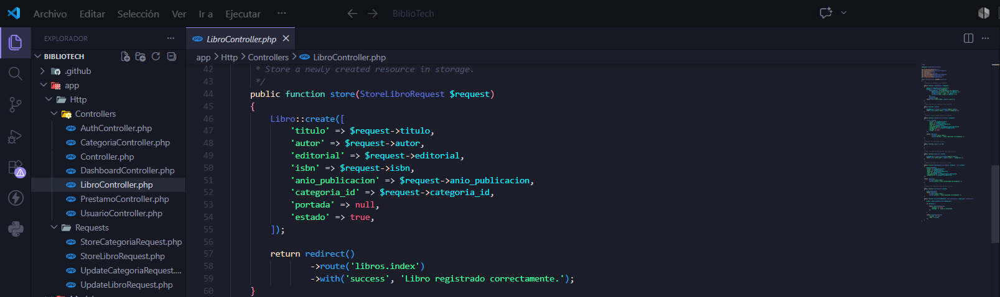 Archivo Editar Selección Ver Ir a Ejecutar ··· BiblioTech
EXPLORADOR ···
BIBLIOTECH
.github
app
Http
Controllers
AuthController.php
CategoriaController.php
Controller.php
DashboardController.php
LibroController.php
PrestamoController.php
UsuarioController.php
Requests
StoreCategoriaRequest.php
StoreLibroRequest.php
UpdateCategoriaRequest....
UpdateLibroRequest.php
php LibroController.php
app > Http > Controllers > php LibroController.php
42 * Store a newly created resource in storage.
43 */
44 public function store(StoreLibroRequest $request)
45 {
46 Libro::create([
47 'titulo' => $request->titulo,
48 'autor' => $request->autor,
49 'editorial' => $request->editorial,
50 'isbn' => $request->isbn,
51 'anio_publicacion' => $request->anio_publicacion,
52 'categoria_id' => $request->categoria_id,
53 'portada' => null,
54 'estado' => true,
55 ]);
56
57 return redirect()
58 ->route('libros.index')
59 ->with('success', 'Libro registrado correctamente.');
60 }